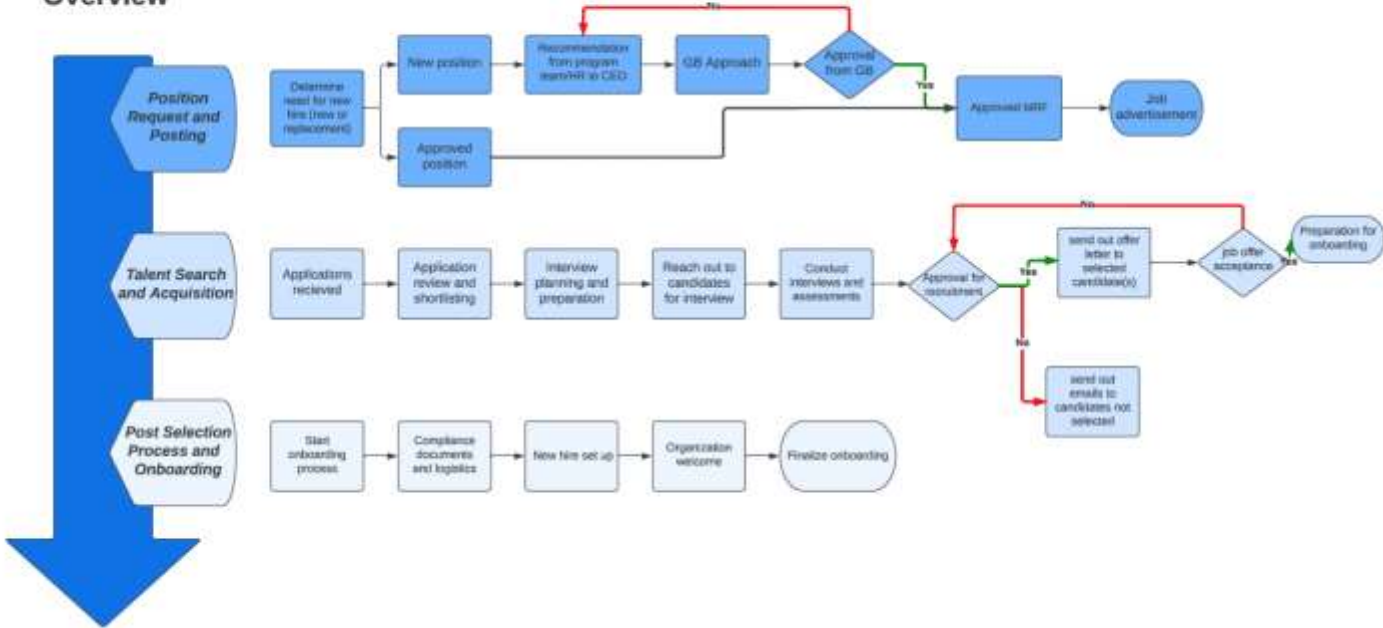 Overview
Position
Request and
Posting
Determine
need for new
hire (new or
replacement)
New position
Approved
position
Recommendation
from program
team/HR to CEO
GB Approach
Approval
from GB
No
Yes
Approved MRF
Job
advertisement
Talent Search
and Acquisition
Applications
recieved
Application
review and
shortlisting
Interview
planning and
preparation
Reach out to
candidates
for interview
Conduct
interviews and
assessments
Approval for
recruitment
Yes
No
send out offer
letter to
selected
candidate(s)
send out
emails to
candidates not
selected
job offer
acceptance
No
Yes
Preparation for
onboarding
Post Selection
Process and
Onboarding
Start
onboarding
process
Compliance
documents
and logistics
New hire set up
Organization
welcome
Finalize onboarding